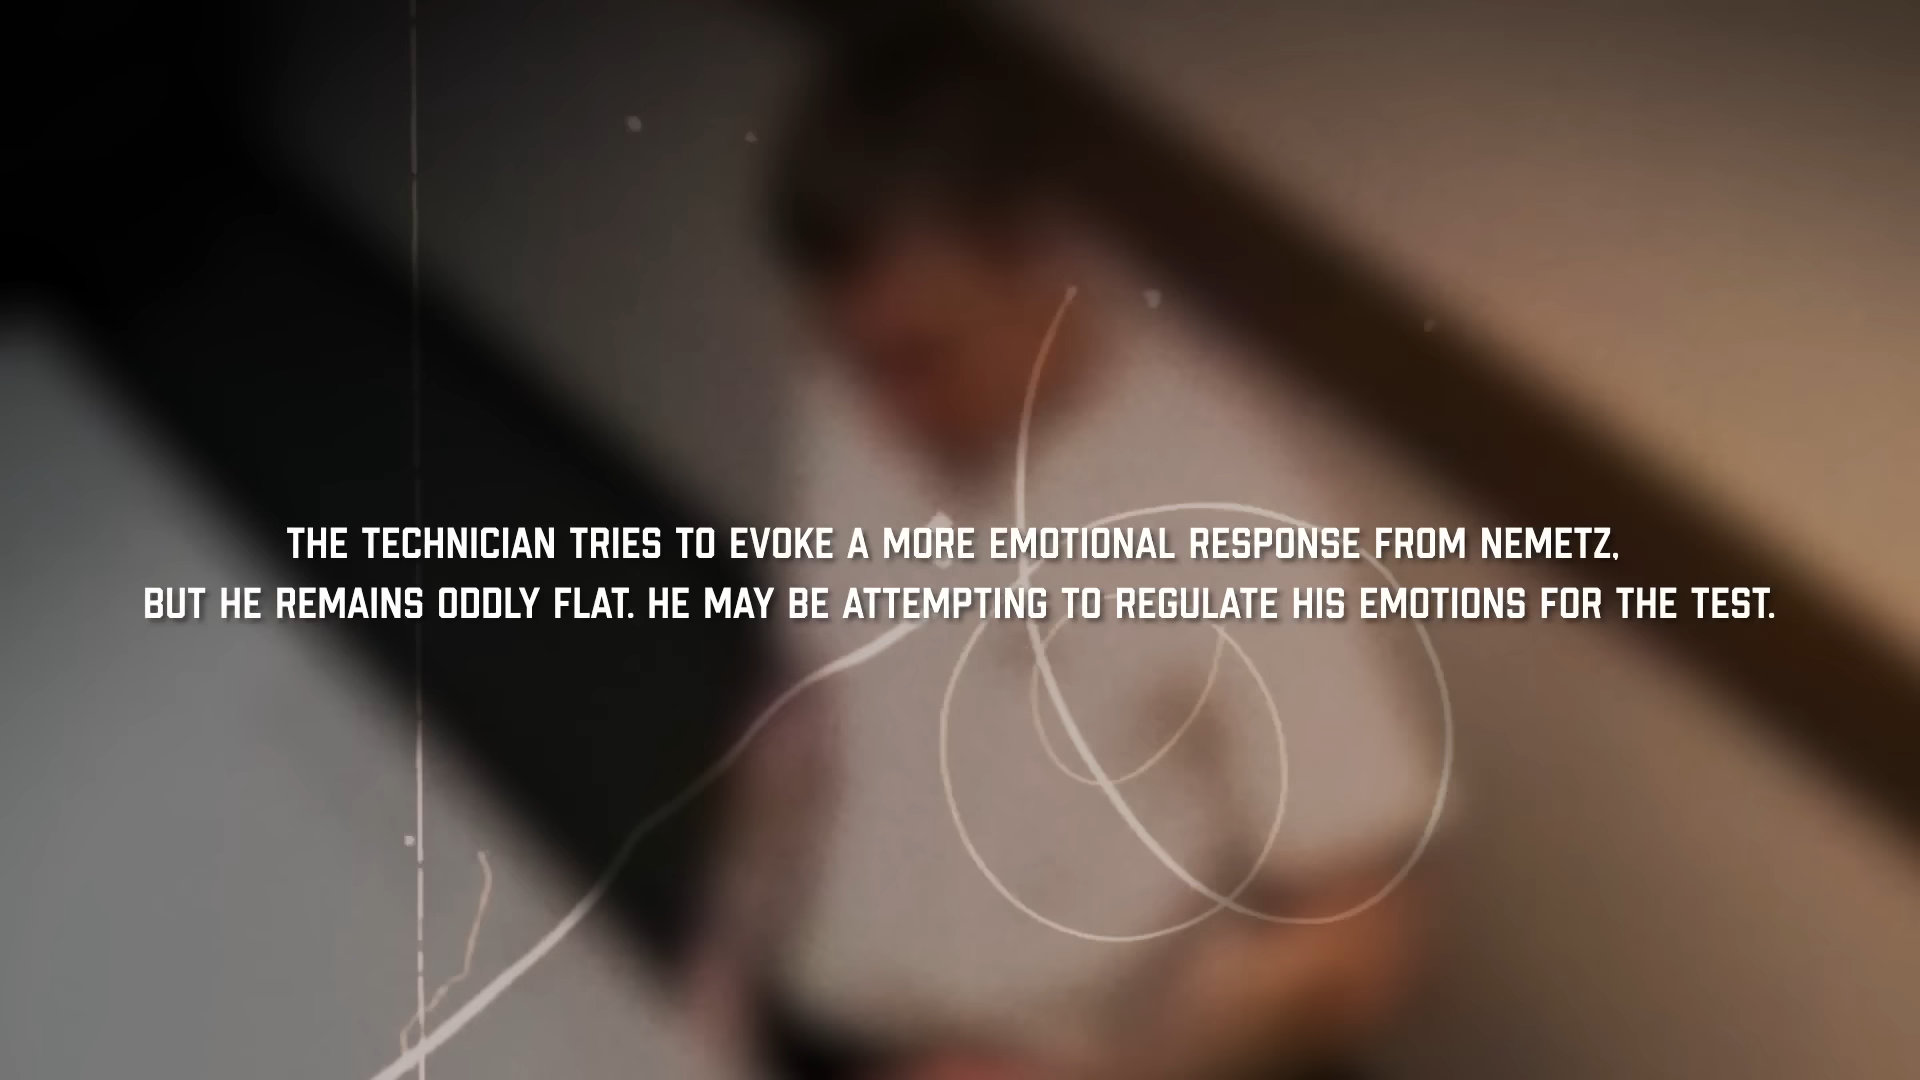 THE TECHNICIAN TRIES TO EVOKE A MORE EMOTIONAL RESPONSE FROM NEMETZ,
BUT HE REMAINS ODDLY FLAT. HE MAY BE ATTEMPTING TO REGULATE HIS EMOTIONS FOR THE TEST.